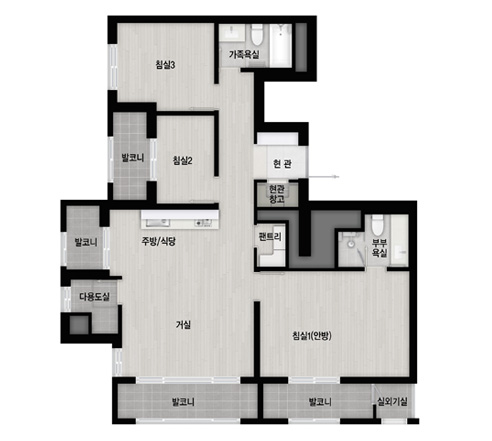 가족욕실
침실3
발코니
침실2
현 관
현관
창고
발코니
주방/식당
팬트리
부부
욕실
다용도실
거실
침실1(안방)
발코니
발코니
실외기실